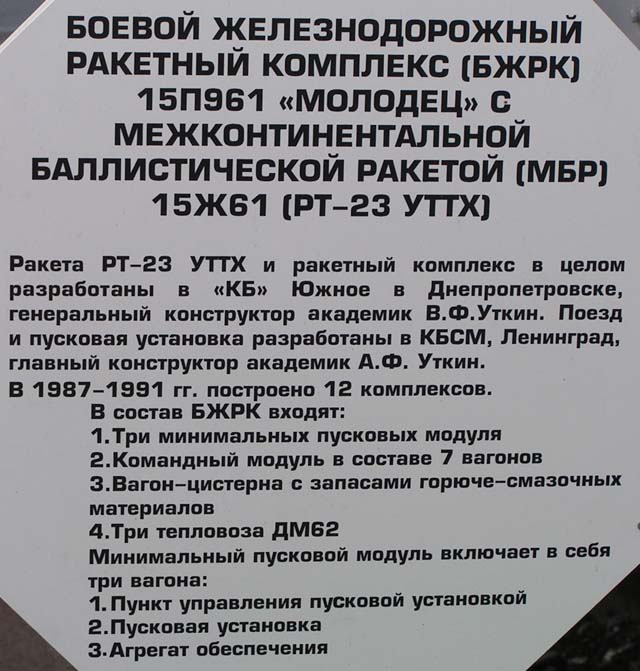 БОЕВОЙ ЖЕЛЕЗНОДОРОЖНЫЙ
РАКЕТНЫЙ КОМПЛЕКС (БЖРК)
15П961 «МОЛОДЕЦ» С
МЕЖКОНТИНЕНТАЛЬНОЙ
БАЛЛИСТИЧЕСКОЙ РАКЕТОЙ (МБР)
15Ж61 (РТ-23 УТТХ)
Ракета РТ-23 УТТХ и ракетный комплекс в целом
разработаны в «КБ» Южное в Днепропетровске,
генеральный конструктор академик В.Ф.Уткин. Поезд
и пусковая установка разработаны в КБСМ, Ленинград,
главный конструктор академик А.Ф. Уткин.
В 1987-1991 гг. построено 12 комплексов.
В состав БЖРК входят:
1.Три минимальных пусковых модуля
2.Командный модуль в составе 7 вагонов
3.Вагон-цистерна с запасами горюче-смазочных
материалов
4.Три тепловоза ДМ62
Минимальный пусковой модуль включает в себя
три вагона:
1.Пункт управления пусковой установкой
2.Пусковая установка
3.Агрегат обеспечения